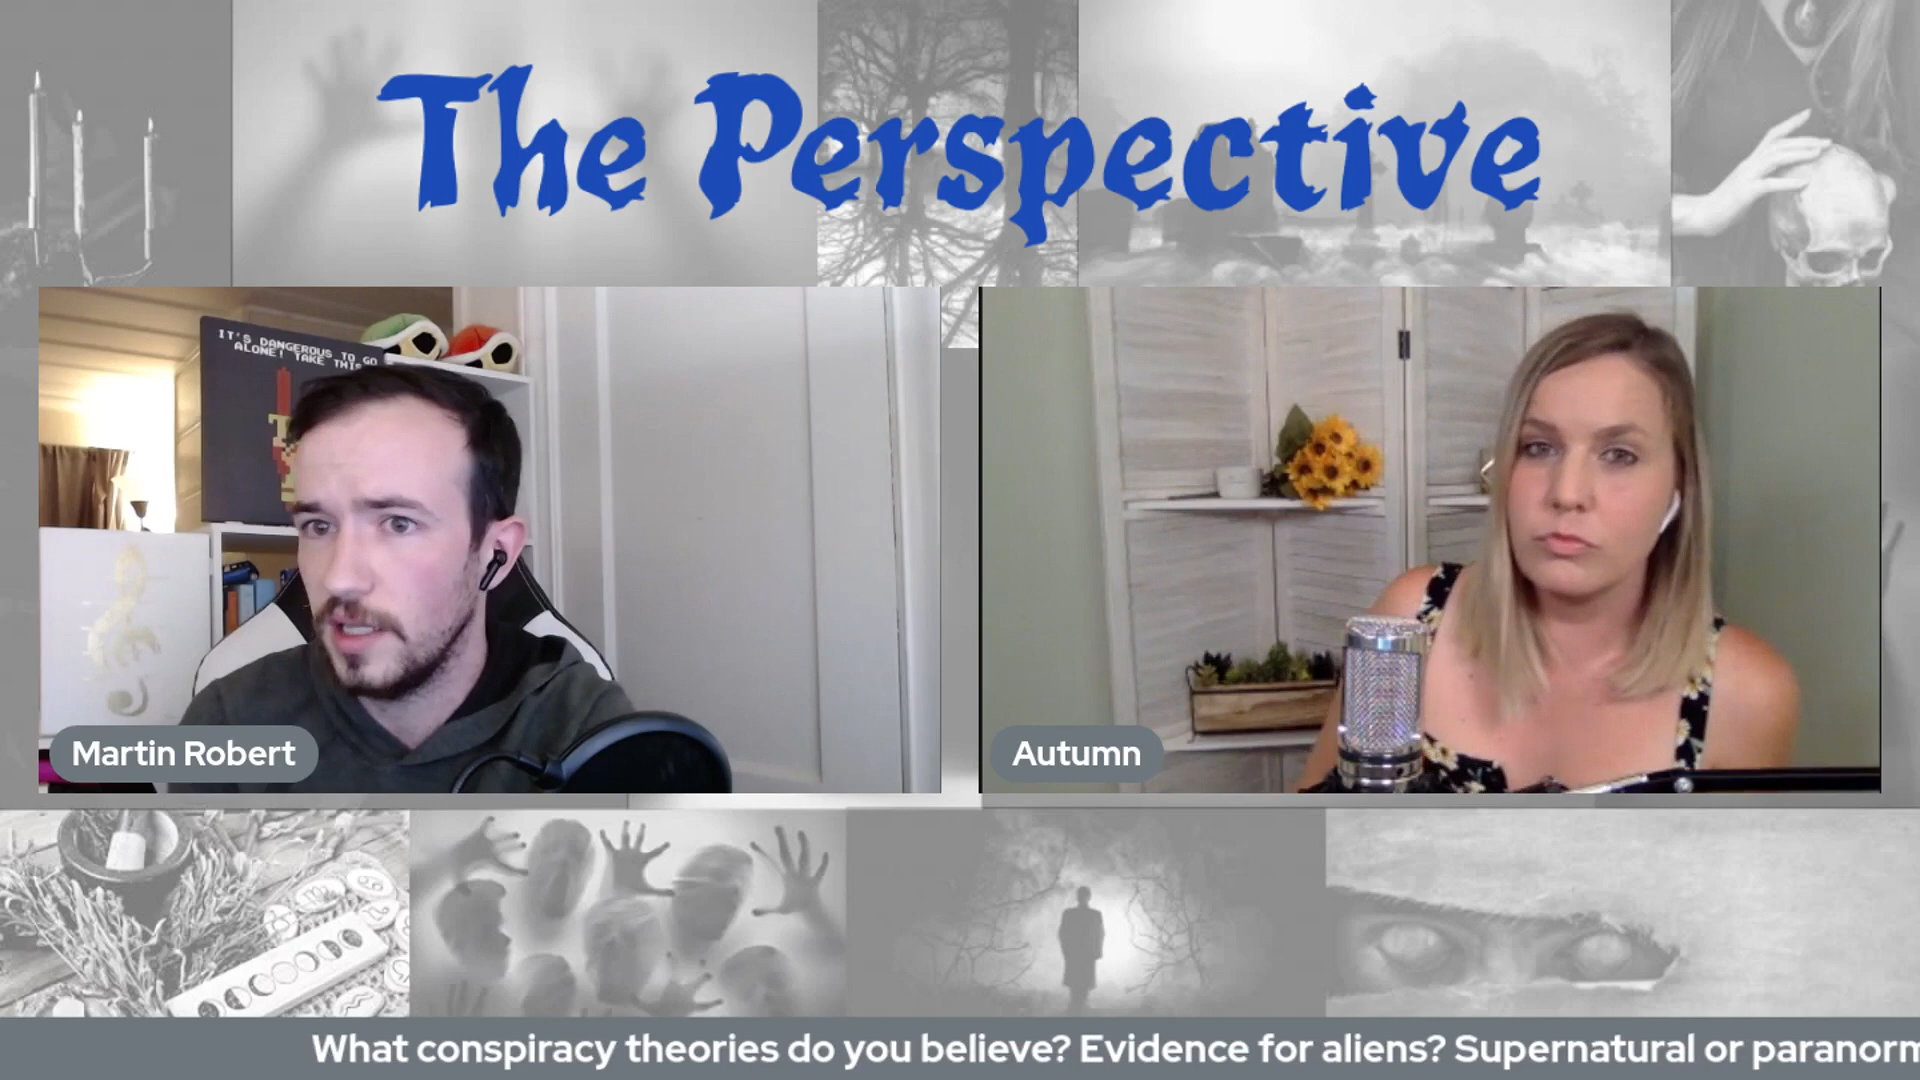 The Perspective
IT'S DANGEROUS TO GO
ALONE! TAKE THIS
Martin Robert
Autumn
What conspiracy theories do you believe? Evidence for aliens? Supernatural or paranorm